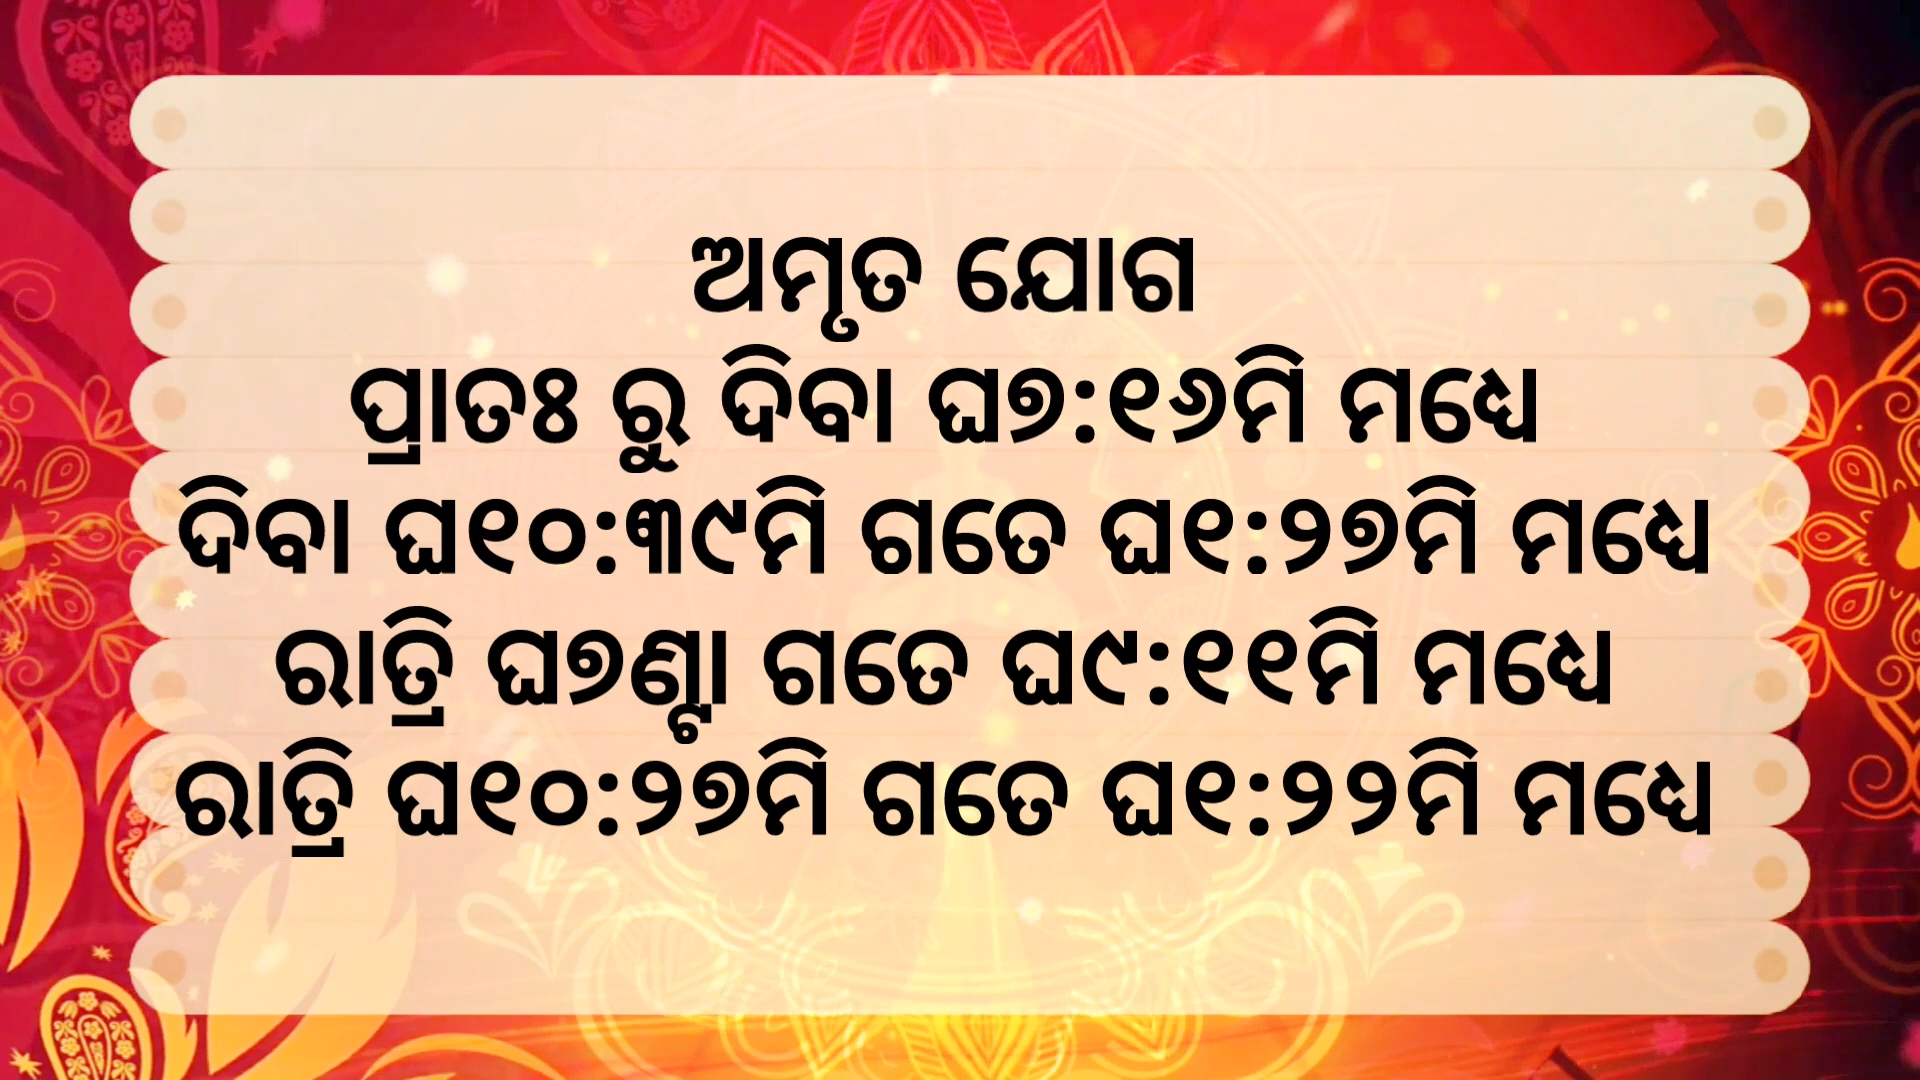 ଅମୃତ ଯୋଗ
ପ୍ରାତଃ ରୁ ଦିବା ଘ୭:୧୬ମି ମଧ୍ୟେ
ଦିବା ଘ୧୦:୩୯ମି ଗତେ ଘ୧:୨୭ମି ମଧ୍ୟେ
ରାତ୍ରି ଘ୭ଣ୍ଟା ଗତେ ଘ୯:୧୧ମି ମଧ୍ୟେ
ରାତ୍ରି ଘ୧୦:୨୭ମି ଗତେ ଘ୧:୨୨ମି ମଧ୍ୟେ